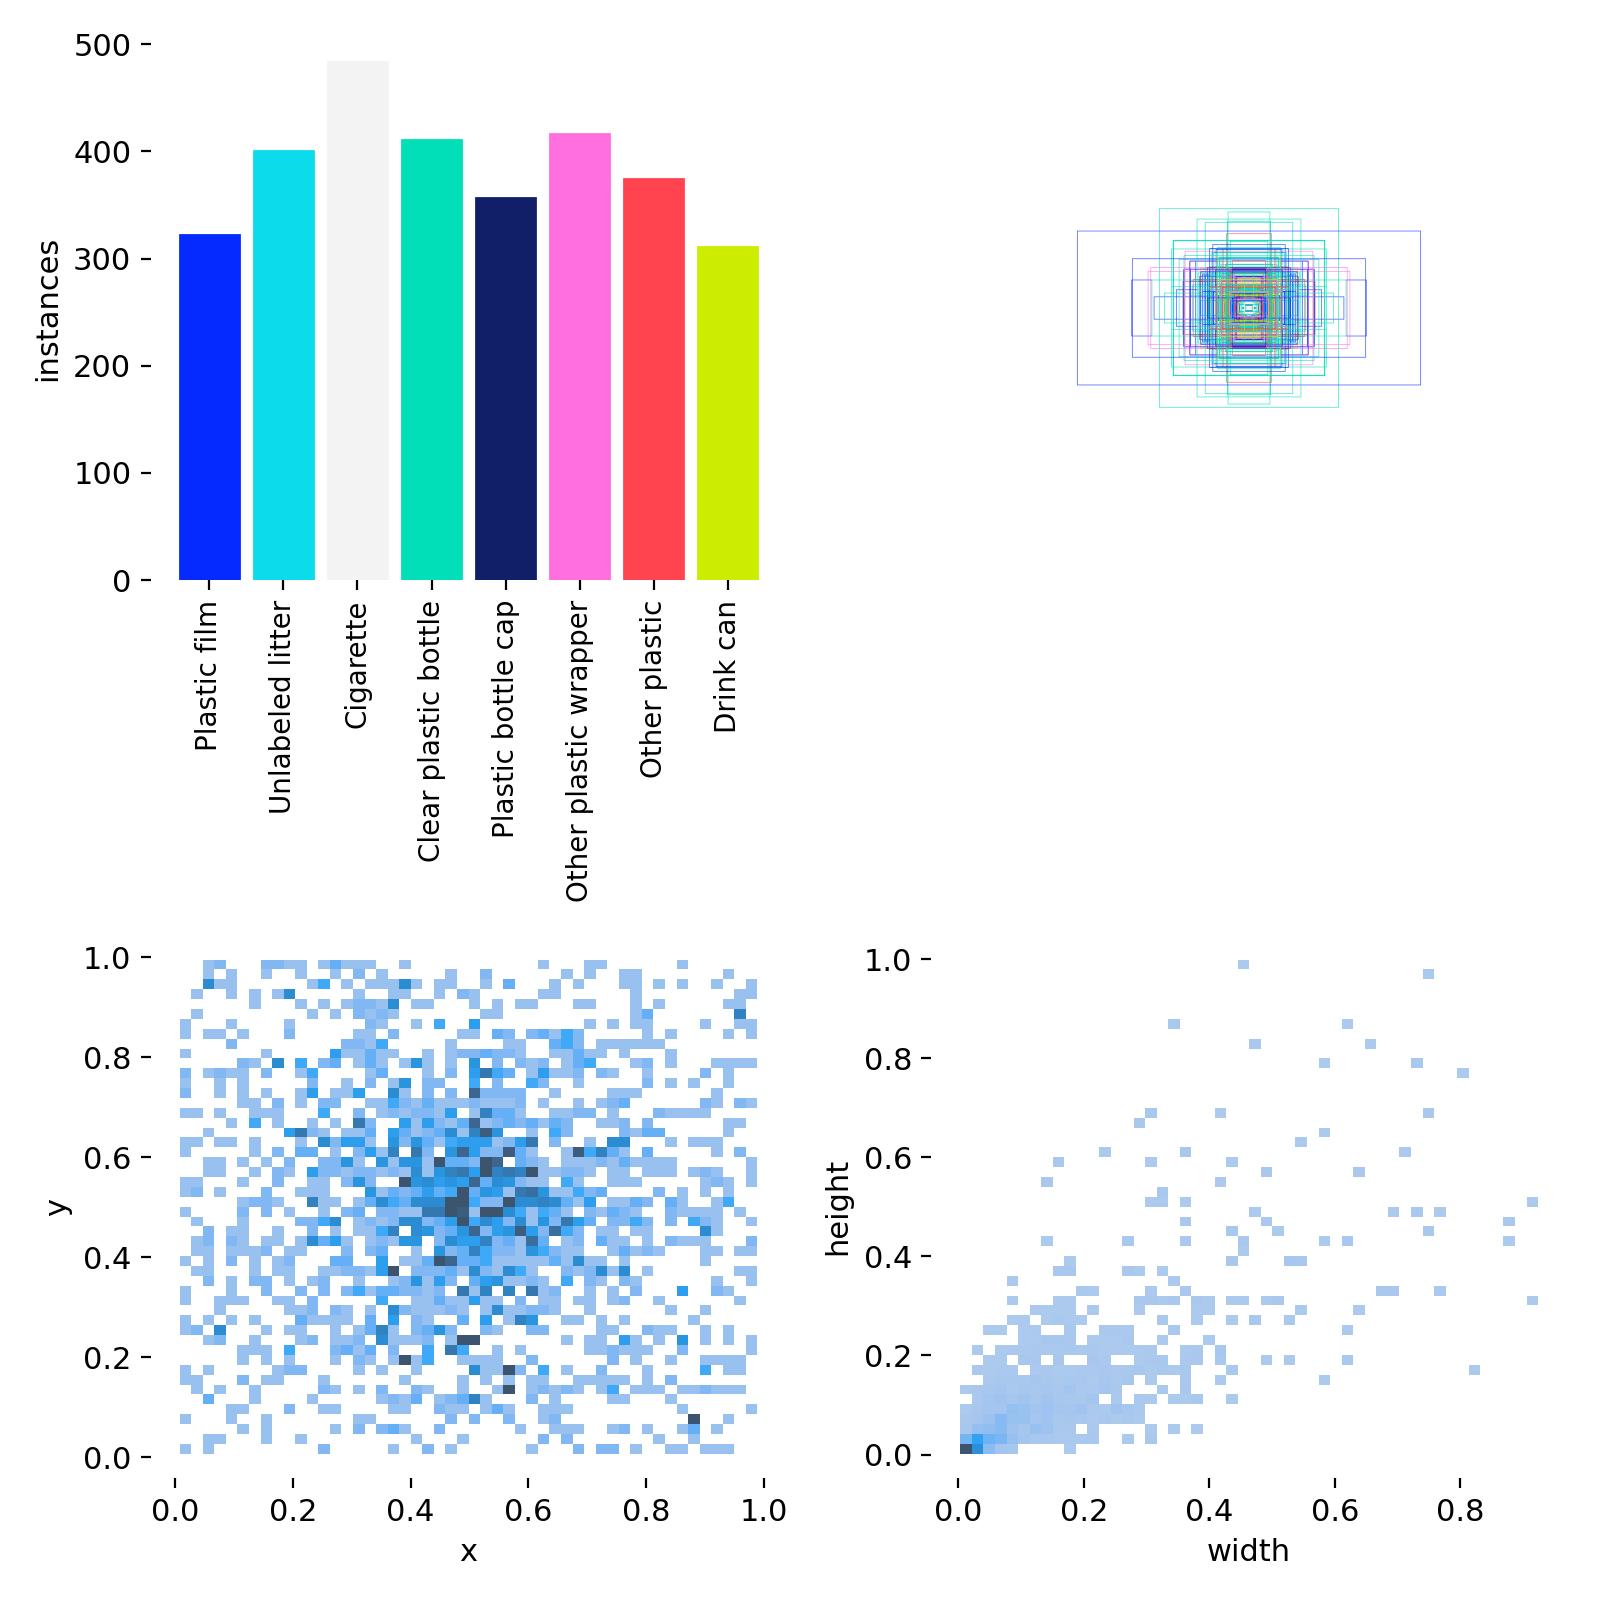 500
400
300
200
100
0
instances
Plastic film
Unlabeled litter
Cigarette
Clear plastic bottle
Plastic bottle cap
Other plastic wrapper
Other plastic
Drink can
1.0
0.8
0.6
0.4
0.2
0.0
y
0.0 0.2 0.4 0.6 0.8 1.0
x
1.0
0.8
0.6
0.4
0.2
0.0
height
0.0 0.2 0.4 0.6 0.8
width